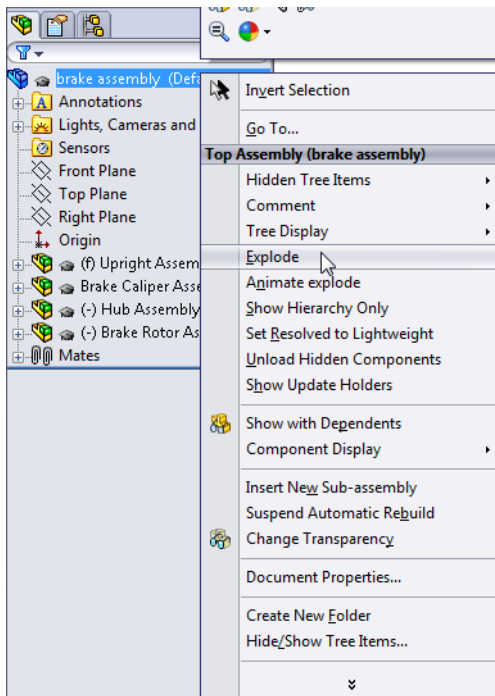 brake assembly (Defa
Annotations
Lights, Cameras and
Sensors
Front Plane
Top Plane
Right Plane
Origin
(f) Upright Assem
Brake Caliper Asse
(-) Hub Assembly
(-) Brake Rotor As
Mates
Invert Selection
Go To...
Top Assembly (brake assembly)
Hidden Tree Items
Comment
Tree Display
Explode
Animate explode
Show Hierarchy Only
Set Resolved to Lightweight
Unload Hidden Components
Show Update Holders
Show with Dependents
Component Display
Insert New Sub-assembly
Suspend Automatic Rebuild
Change Transparency
Document Properties...
Create New Folder
Hide/Show Tree Items...